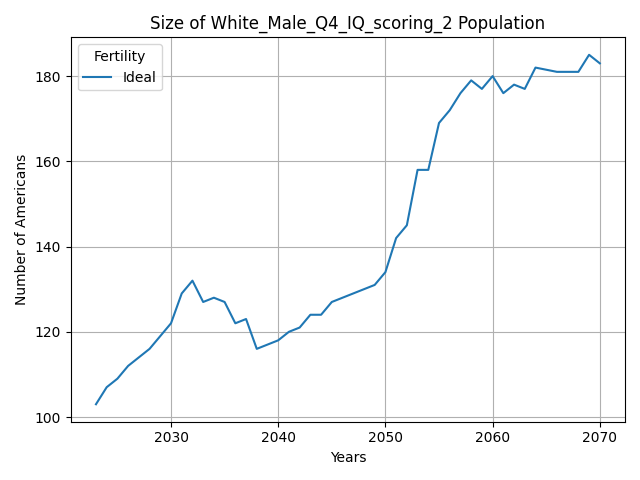 Size of White_Male_Q4_IQ_scoring_2 Population
Fertility
Ideal
Number of Americans
180
160
140
120
100
2030 2040 2050 2060 2070
Years